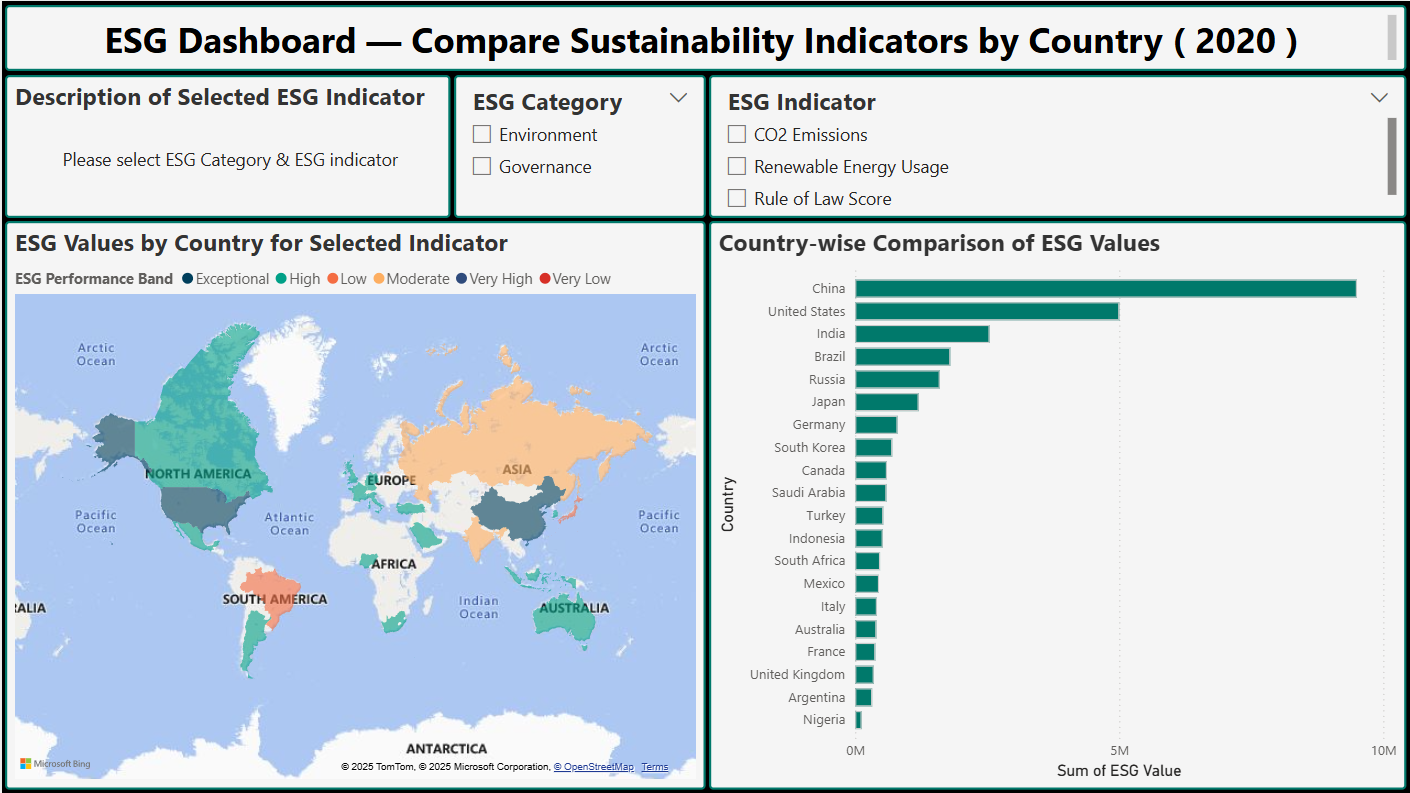 ESG Dashboard — Compare Sustainability Indicators by Country ( 2020 )
Description of Selected ESG Indicator
Please select ESG Category & ESG indicator
ESG Category
Environment
Governance
ESG Indicator
CO2 Emissions
Renewable Energy Usage
Rule of Law Score
ESG Values by Country for Selected Indicator
ESG Performance Band Exceptional High Low Moderate Very High Very Low
Arctic
Ocean
Arctic
Ocean
NORTH AMERICA
EUROPE
ASIA
Pacific
Ocean
Atlantic
Ocean
Pacific
Ocean
AFRICA
SOUTH AMERICA
Indian
Ocean
RALIA
AUSTRALIA
ANTARCTICA
Microsoft Bing
© 2025 TomTom, © 2025 Microsoft Corporation, © OpenStreetMap Terms
Country-wise Comparison of ESG Values
Country
China
United States
India
Brazil
Russia
Japan
Germany
South Korea
Canada
Saudi Arabia
Turkey
Indonesia
South Africa
Mexico
Italy
Australia
France
United Kingdom
Argentina
Nigeria
0M 5M 10M
Sum of ESG Value